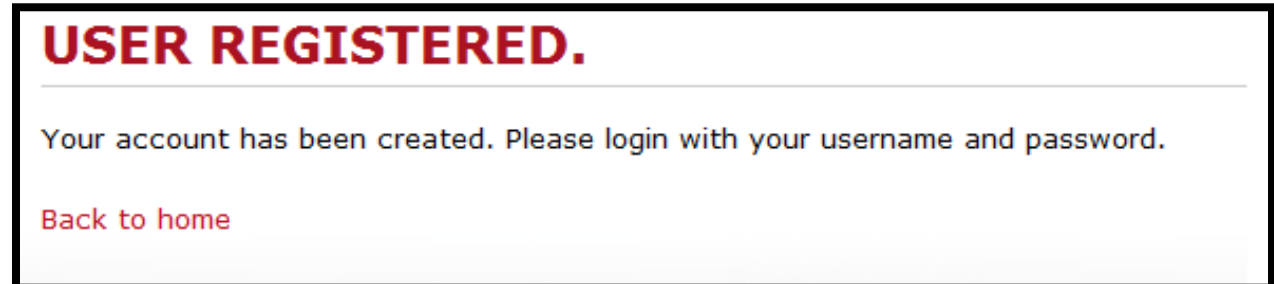 USER REGISTERED.
Your account has been created. Please login with your username and password.
Back to home